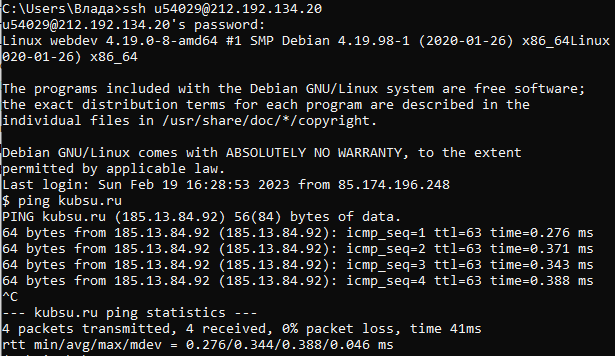 C:\Users\Влада>ssh u54029@212.192.134.20
u54029@212.192.134.20's password:
Linux webdev 4.19.0-8-amd64 #1 SMP Debian 4.19.98-1 (2020-01-26) x86_64Linux
020-01-26) x86_64
The programs included with the Debian GNU/Linux system are free software;
the exact distribution terms for each program are described in the
individual files in /usr/share/doc/*/copyright.
Debian GNU/Linux comes with ABSOLUTELY NO WARRANTY, to the extent
permitted by applicable law.
Last login: Sun Feb 19 16:28:53 2023 from 85.174.196.248
$ ping kubsu.ru
PING kubsu.ru (185.13.84.92) 56(84) bytes of data.
64 bytes from 185.13.84.92 (185.13.84.92): icmp_seq=1 ttl=63 time=0.276 ms
64 bytes from 185.13.84.92 (185.13.84.92): icmp_seq=2 ttl=63 time=0.371 ms
64 bytes from 185.13.84.92 (185.13.84.92): icmp_seq=3 ttl=63 time=0.343 ms
64 bytes from 185.13.84.92 (185.13.84.92): icmp_seq=4 ttl=63 time=0.388 ms
^C
--- kubsu.ru ping statistics ---
4 packets transmitted, 4 received, 0% packet loss, time 41ms
rtt min/avg/max/mdev = 0.276/0.344/0.388/0.046 ms